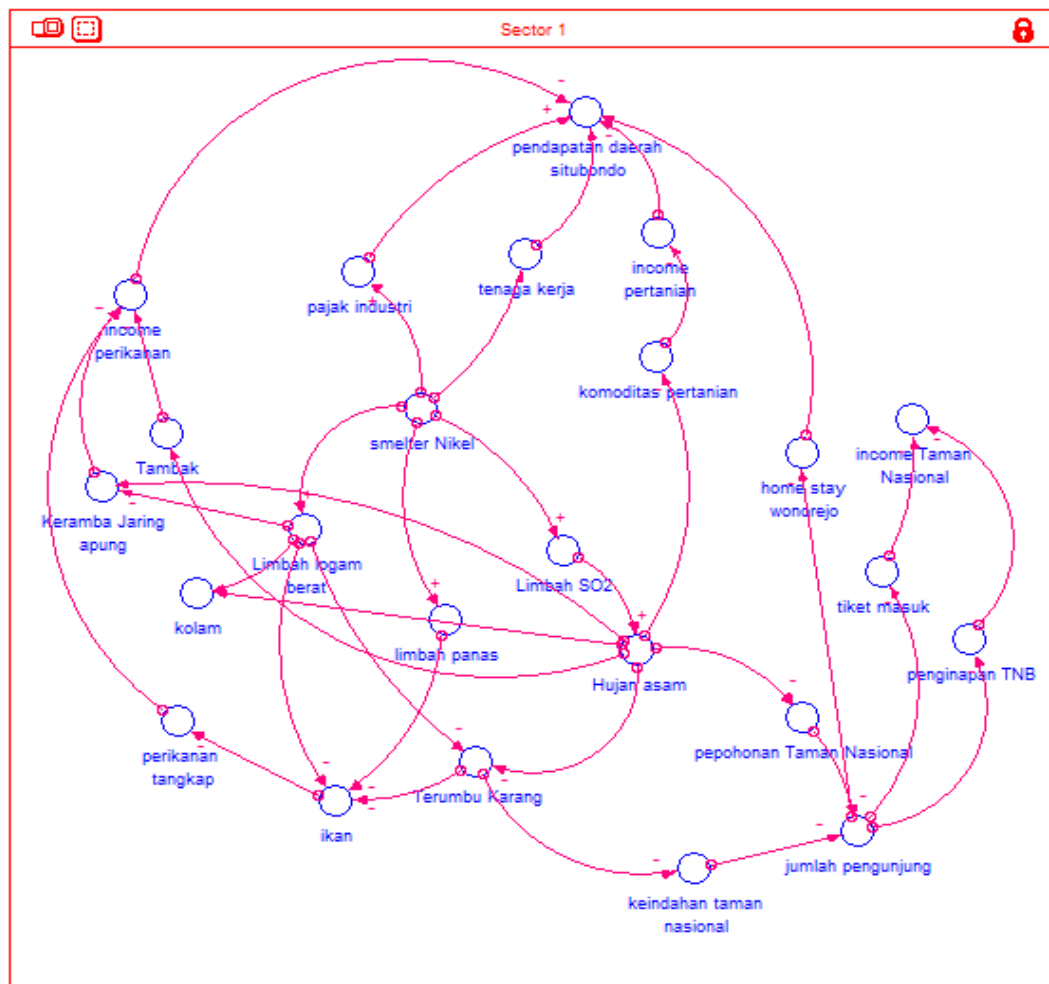 Sector 1
pendapatan daerah
situbondo
pajak industri
tenaga kerja
income
pertanian
income
perikanan
komoditas pertanian
smelter Nikel
Tambak
income Taman
Nasional
home stay
wonorejo
Keramba Jaring
apung
Limbah logam
berat
Limbah SO2
tiket masuk
kolam
limbah panas
Hujan asam
penginapan TNB
perikanan
tangkap
pepohonan Taman Nasional
Terumbu Karang
ikan
jumlah pengunjung
keindahan taman
nasional